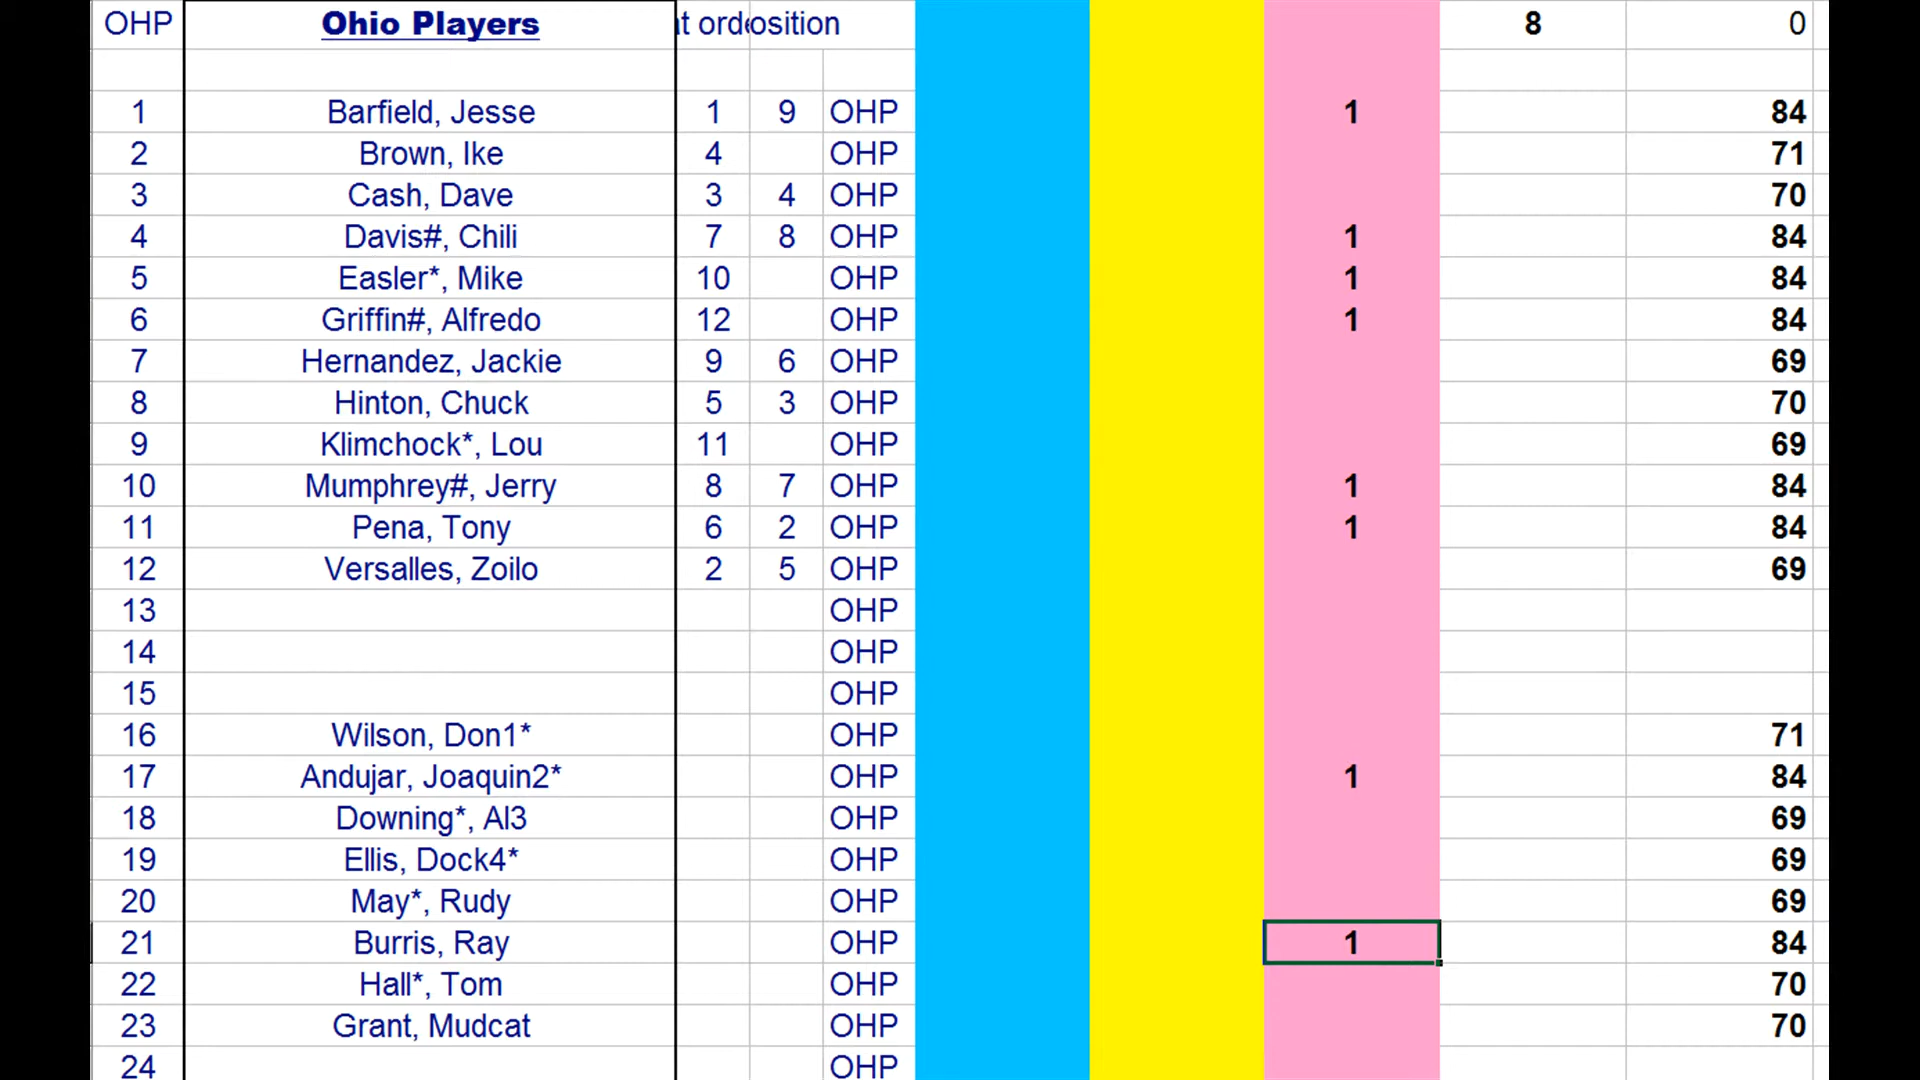 OHP Ohio Players at order osition 8 0
1 Barfield, Jesse 1 9 OHP 1 84
2 Brown, Ike 4 OHP 71
3 Cash, Dave 3 4 OHP 70
4 Davis#, Chili 7 8 OHP 1 84
5 Easler*, Mike 10 OHP 1 84
6 Griffin#, Alfredo 12 OHP 1 84
7 Hernandez, Jackie 9 6 OHP 69
8 Hinton, Chuck 5 3 OHP 70
9 Klimchock*, Lou 11 OHP 69
10 Mumphrey#, Jerry 8 7 OHP 1 84
11 Pena, Tony 6 2 OHP 1 84
12 Versalles, Zoilo 2 5 OHP 69
13 OHP
14 OHP
15 OHP
16 Wilson, Don1* OHP 71
17 Andujar, Joaquin2* OHP 1 84
18 Downing*, Al3 OHP 69
19 Ellis, Dock4* OHP 69
20 May*, Rudy OHP 69
21 Burris, Ray OHP 1 84
22 Hall*, Tom OHP 70
23 Grant, Mudcat OHP 70
24 OHP